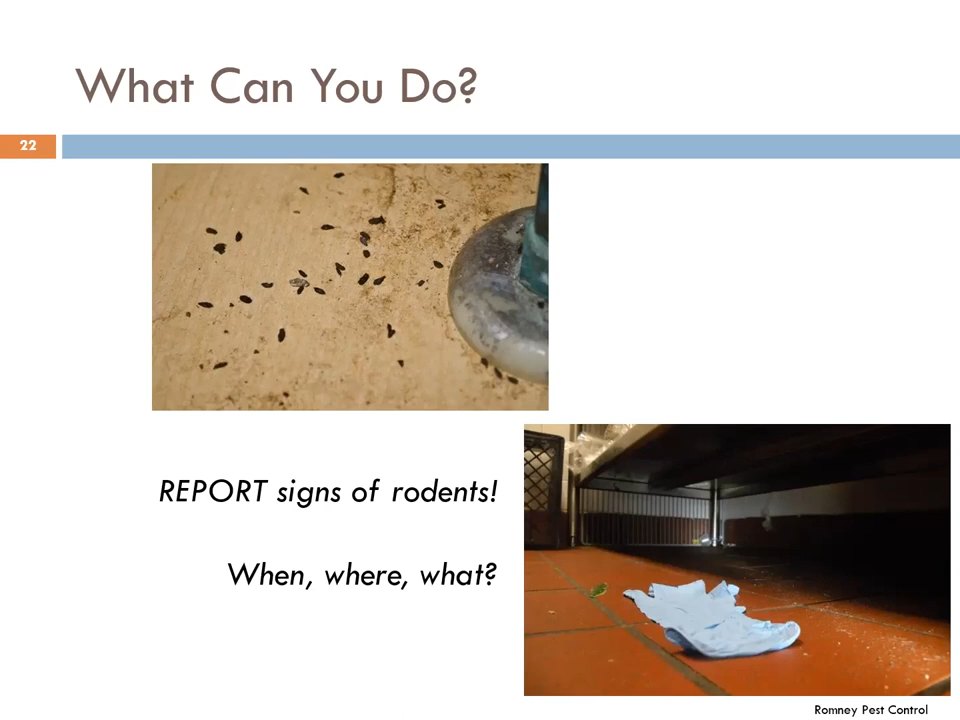 What Can You Do?
22
REPORT signs of rodents!
When, where, what?
Romney Pest Control